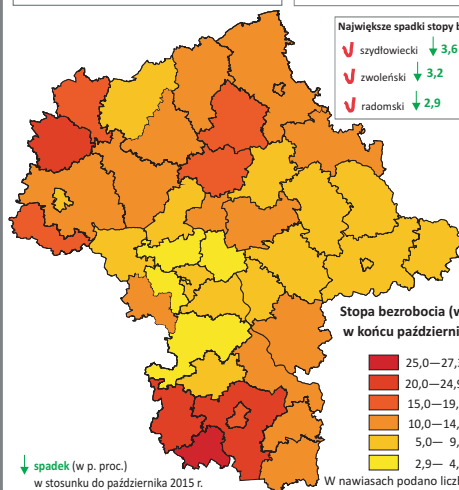 Największe spadki stopy b
szydłowiecki 3,6
zwoleński 3,2
radomski 2,9
Stopa bezrobocia (w
w końcu październi
25,0—27,
20,0—24,9
15,0—19,
10,0—14,
5,0— 9,
2,9— 4,
spadek (w p. proc.)
w stosunku do października 2015 r.
W nawiasach podano licz